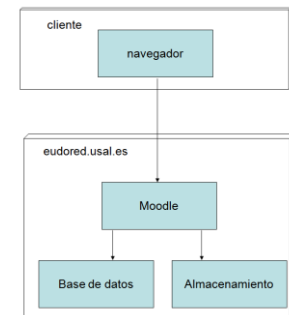 cliente
navegador
eudored.usal.es
Moodle
Base de datos
Almacenamiento